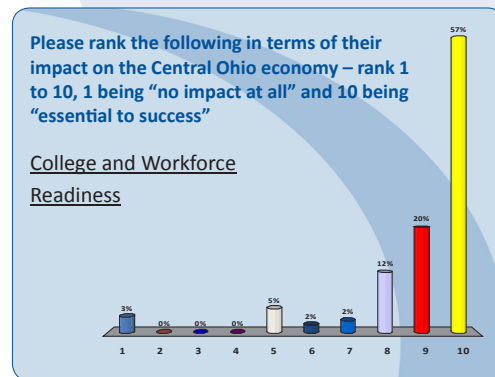 57%
Please rank the following in terms of their
impact on the Central Ohio economy – rank 1
to 10, 1 being “no impact at all” and 10 being
“essential to success”
College and Workforce
Readiness
20%
12%
5%
3%
2%
2%
0%
0%
0%
1 2 3 4 5 6 7 8 9 10